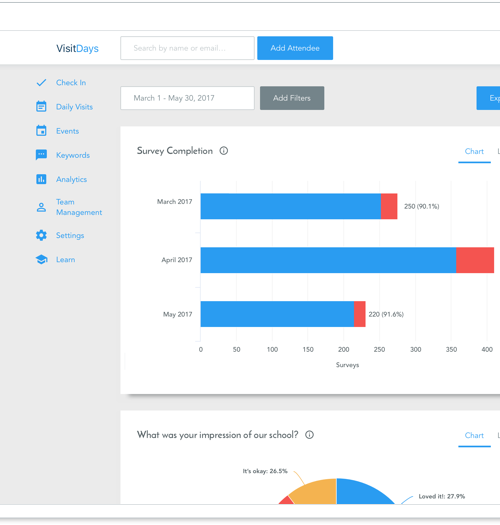 VisitDays
Search by name or email...
Add Attendee
Check In
Daily Visits
Events
Keywords
Analytics
Team
Management
Settings
Learn
March 1 - May 30, 2017
Add Filters
Survey Completion
Chart
March 2017
250 (90.1%)
April 2017
May 2017
220 (91.6%)
0 50 100 150 200 250 300 350 400
Surveys
What was your impression of our school?
Chart
It's okay: 26.5%
Loved it!: 27.9%